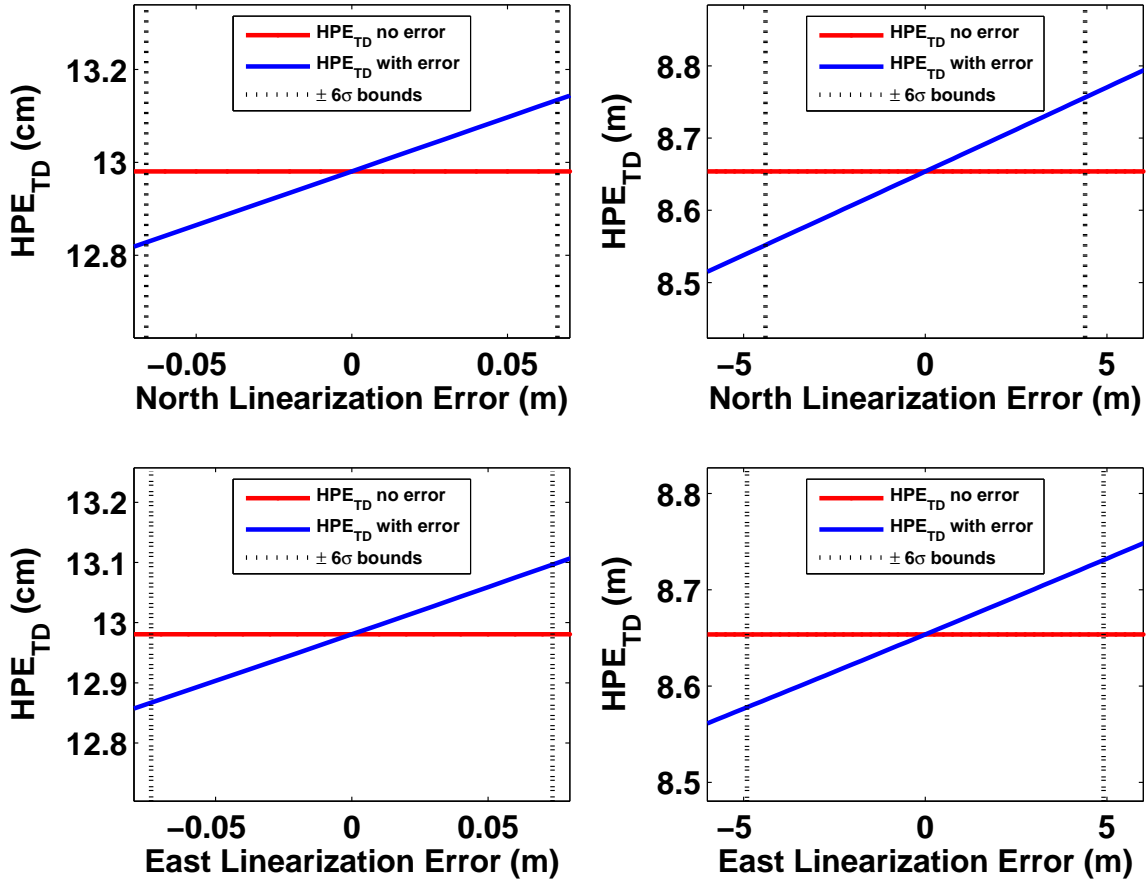 HPE_TD (cm)
13.2
13
12.8
HPE_TD no error
HPE_TD with error
± 6σ bounds
−0.05 0 0.05
North Linearization Error (m)
HPE_TD (m)
8.8
8.7
8.6
8.5
HPE_TD no error
HPE_TD with error
± 6σ bounds
−5 0 5
North Linearization Error (m)
HPE_TD (cm)
13.2
13.1
13
12.9
12.8
HPE_TD no error
HPE_TD with error
± 6σ bounds
−0.05 0 0.05
East Linearization Error (m)
HPE_TD (m)
8.8
8.7
8.6
8.5
HPE_TD no error
HPE_TD with error
± 6σ bounds
−5 0 5
East Linearization Error (m)